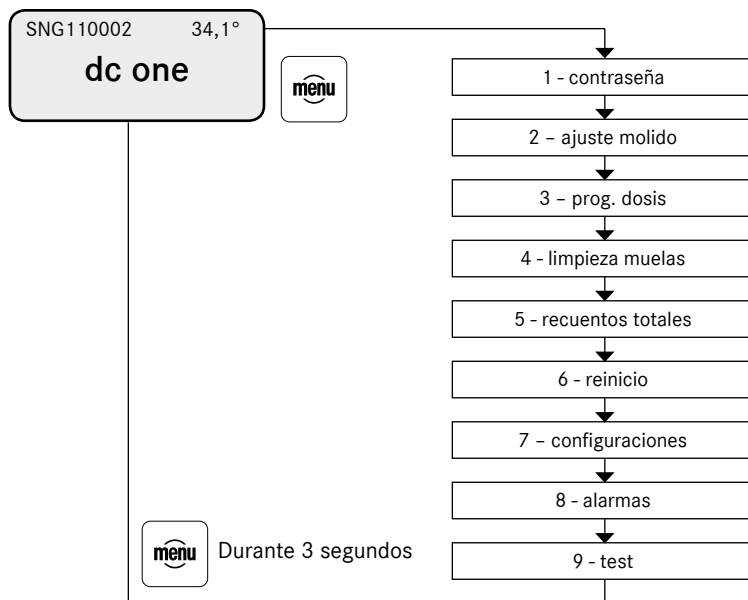 SNG110002 34,1°
dc one
menu
1 - contraseña
2 – ajuste molido
3 – prog. dosis
4 - limpieza muelas
5 - recuentos totales
6 - reinicio
7 – configuraciones
8 - alarmas
9 - test
menu Durante 3 segundos